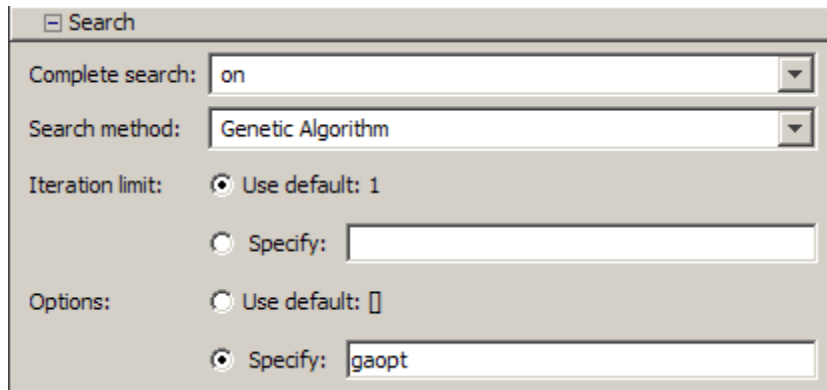 Search
Complete search: on
Search method: Genetic Algorithm
Iteration limit: Use default: 1
Specify:
Options: Use default: []
Specify: gaopt